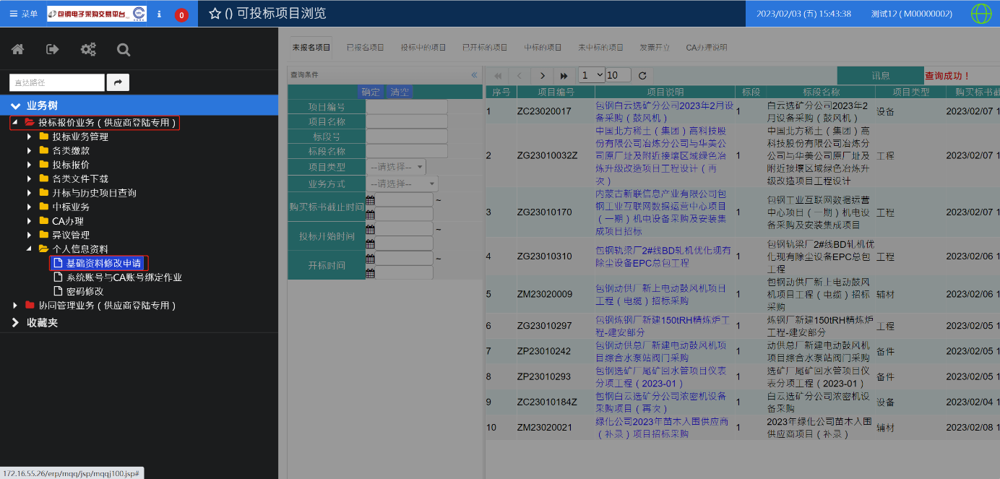 菜单
包钢电子采购交易平台
0
() 可投标项目浏览
2023/02/03 (五) 15:43:38
测试12 ( M00000002)
直达路径
业务树
投标报价业务（供应商登陆专用）
投标业务管理
各类缴款
投标报价
各类文件下载
开标与历史项目查询
中标业务
CA办理
异议管理
个人信息资料
基础资料修改申请
系统账号与CA账号绑定作业
密码修改
协同管理业务（供应商登陆专用）
收藏夹
172.16.55.26/erp/mqq/jsp/mqqj100.jsp#
未报名项目 已报名项目 投标中的项目 已开标的项目 中标的项目 未中标的项目 发票开立 CA办理说明
查询条件
确定 清空
项目编号
项目名称
标段号
标段名称
项目类型 --请选择--
业务方式 --请选择--
购买标书截止时间 ~
投标开始时间 ~
开标时间 ~
1 10 讯息 查询成功！
序号 项目编号 项目说明 标段 标段名称 项目类型 购买标书截
1 ZC23020017
包钢白云选矿分公司2023年2月设
备采购（鼓风机）
1
白云选矿分公司2023年2
月设备采购（鼓风机）
设备 2023/02/07 1
2 ZG23010032Z
中国北方稀土（集团）高科技股
份有限公司冶炼分公司与华美公
司原厂址及附近接壤区域绿色冶
炼升级改造项目工程设计（再
次）
1
中国北方稀土（集团）高
科技股份有限公司冶炼分
公司与华美公司原厂址及
附近接壤区域绿色冶炼升
级改造项目工程设计
工程 2023/02/07 1
3 ZG23010170
内蒙古新联信息产业有限公司包
钢工业互联网数据运营中心项目
（一期）机电设备采购及安装集
成项目招标
1
包钢工业互联网数据运营
中心项目（一期）机电设
备采购及安装集成项目
工程 2023/02/07 1
4 ZG23010310
包钢轨梁厂2#线BD轧机优化现有
除尘设备EPC总包工程
1
包钢轨梁厂2#线BD轧机优
化现有除尘设备EPC总包
工程
工程 2023/02/06 1
5 ZM23020009
包钢动供厂新上电动鼓风机项目
工程（电缆）招标采购
1
包钢动供厂新上电动鼓风
机项目工程（电缆）招标
采购
辅材 2023/02/06 1
6 ZG23010297
包钢炼钢厂新建150tRH精炼炉工
程-建安部分
1
炼钢厂新建150tRH精炼炉
工程-建安部分
工程 2023/02/05 1
7 ZP23010242
包钢动供总厂新建电动鼓风机项
目综合水泵站阀门采购
1
动供总厂新建电动鼓风机
项目综合水泵站阀门采购
备件 2023/02/05 1
8 ZP23010293
包钢选矿厂尾矿回水管项目仪表
分项工程（2023-01）
1
选矿厂尾矿回水管项目仪
表分项工程（2023-01）
备件 2023/02/05 1
9 ZC23010184Z
包钢白云选矿分公司浓密机设备
采购项目（再次）
1
白云选矿分公司浓密机设
备采购
设备 2023/02/04 1
10 ZM23020021
绿化公司2023年苗木入围供应商
（补录）项目招标采购
1
2023年绿化公司苗木入围
供应商项目（补录）
辅材 2023/02/08 1